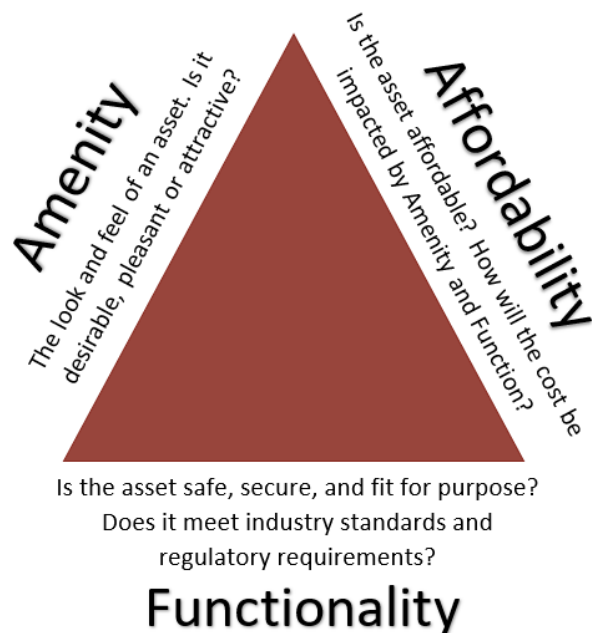 Amenity
The look and feel of an asset. Is it
desirable, pleasant or attractive?
Affordability
Is the asset affordable? How will the cost be
impacted by Amenity and Function?
Is the asset safe, secure, and fit for purpose?
Does it meet industry standards and
regulatory requirements?
Functionality